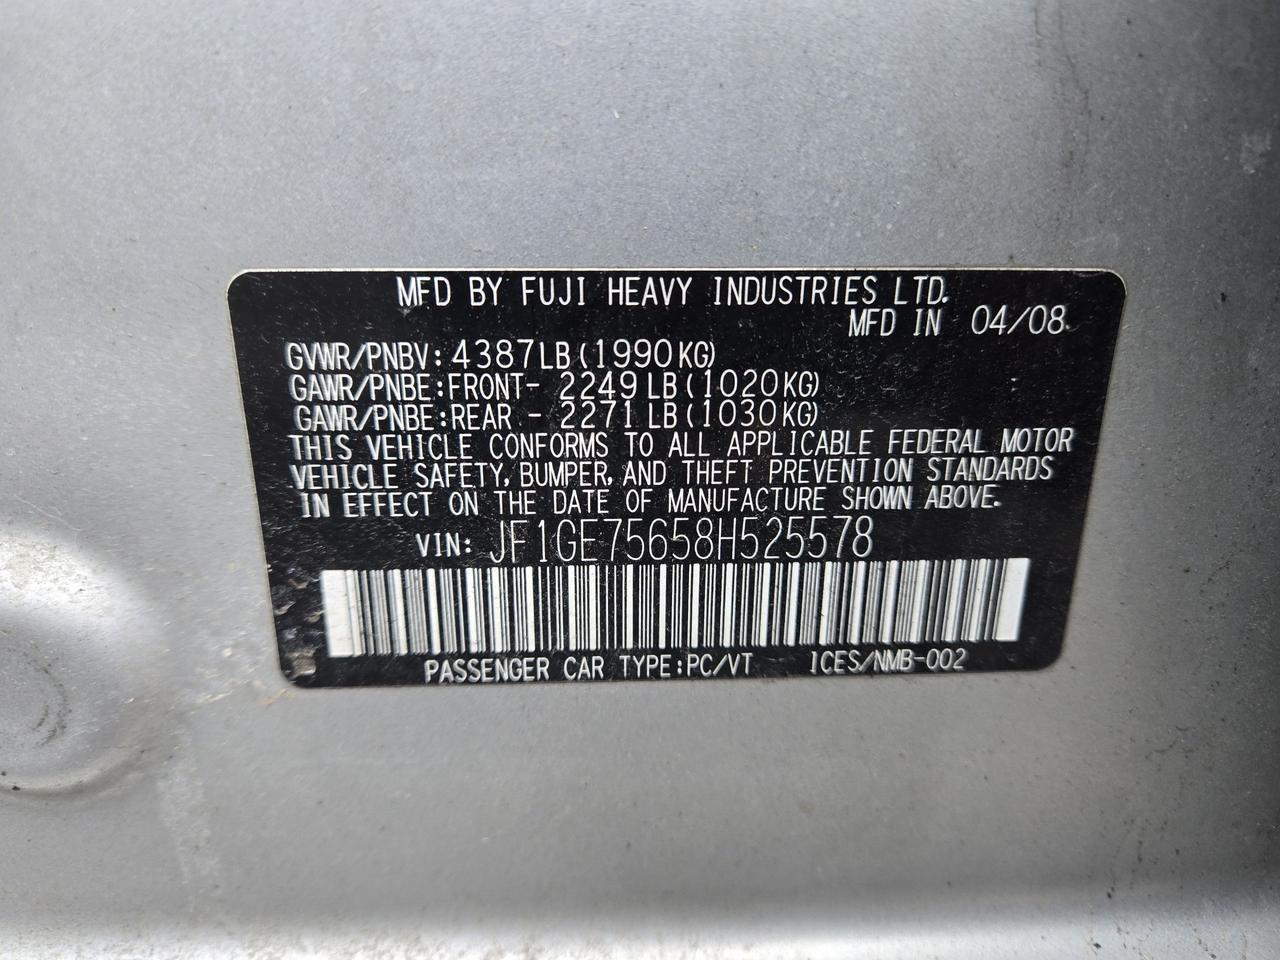 MFD BY FUJI HEAVY INDUSTRIES LTD.
MFD IN 04/08
GVWR/PNBV: 4387LB(1990KG)
GAWR/PNBE:FRONT- 2249LB(1020KG)
GAWR/PNBE:REAR - 2271LB(1030KG)
THIS VEHICLE CONFORMS TO ALL APPLICABLE FEDERAL MOTOR
VEHICLE SAFETY, BUMPER, AND THEFT PREVENTION STANDARDS
IN EFFECT ON THE DATE OF MANUFACTURE SHOWN ABOVE.
VIN: JF1GE75658H525578
PASSENGER CAR TYPE:PC/VT ICES/NMB-002